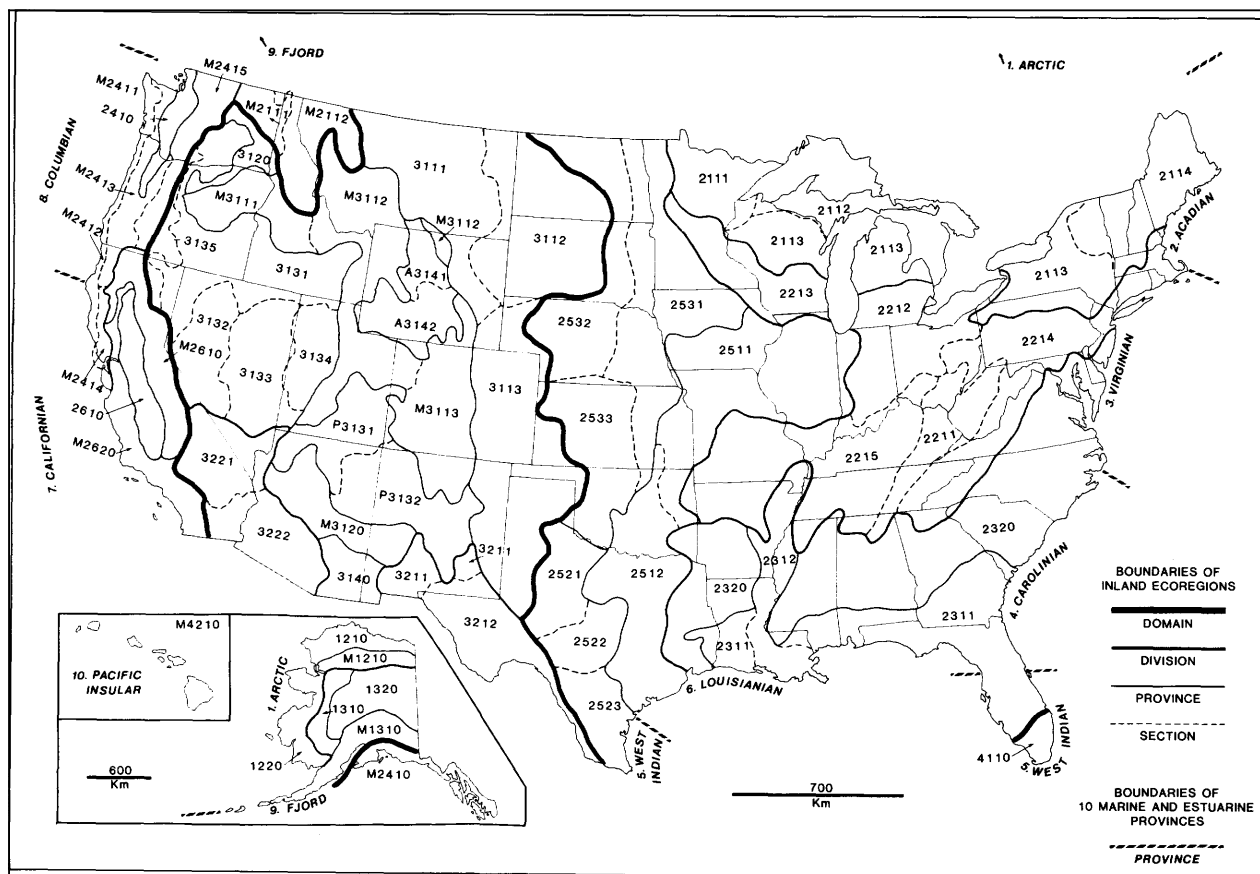 9. FJORD
1. ARCTIC
M2415
M2411
2410
M2111
M2112
8. COLUMBIAN
3120
3111
2111
2114
M2413
M3111
M3112
M3112
2112
M2412
2. ACADIAN
3135
3112
2113
2113
2113
3131
A3141
2531
2213
2212
A3142
2532
3132
M2610
3134
2511
2214
3133
3113
3. VIRGINIAN
M2414
M3113
2610
P3131
2533
2211
M2620
7. CALIFORNIAN
3221
2215
P3132
M3120
3222
2320
3211
2312
3140
3211
2521
2512
2320
4. CAROLINIAN
2311
3212
2522
2311
6. LOUISIANIAN
2523
5. WEST
INDIAN
4110
5. WEST
INDIAN
M4210
10. PACIFIC
INSULAR
1210
M1210
1. ARCTIC
1320
1310
M1310
1220
M2410
600
Km
9. FJORD
700
Km
BOUNDARIES OF
INLAND ECOREGIONS
DOMAIN
DIVISION
PROVINCE
SECTION
BOUNDARIES OF
10 MARINE AND ESTUARINE
PROVINCES
PROVINCE